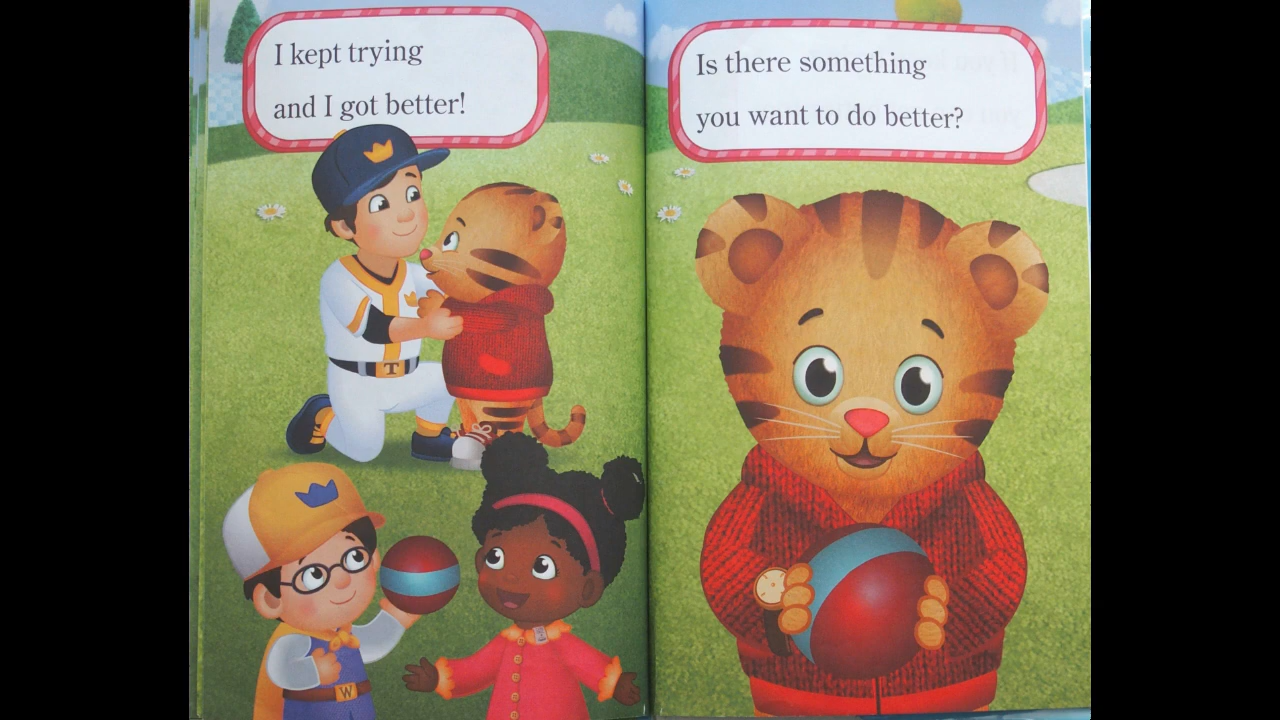 I kept trying
and I got better!
Is there something
you want to do better?
T
W